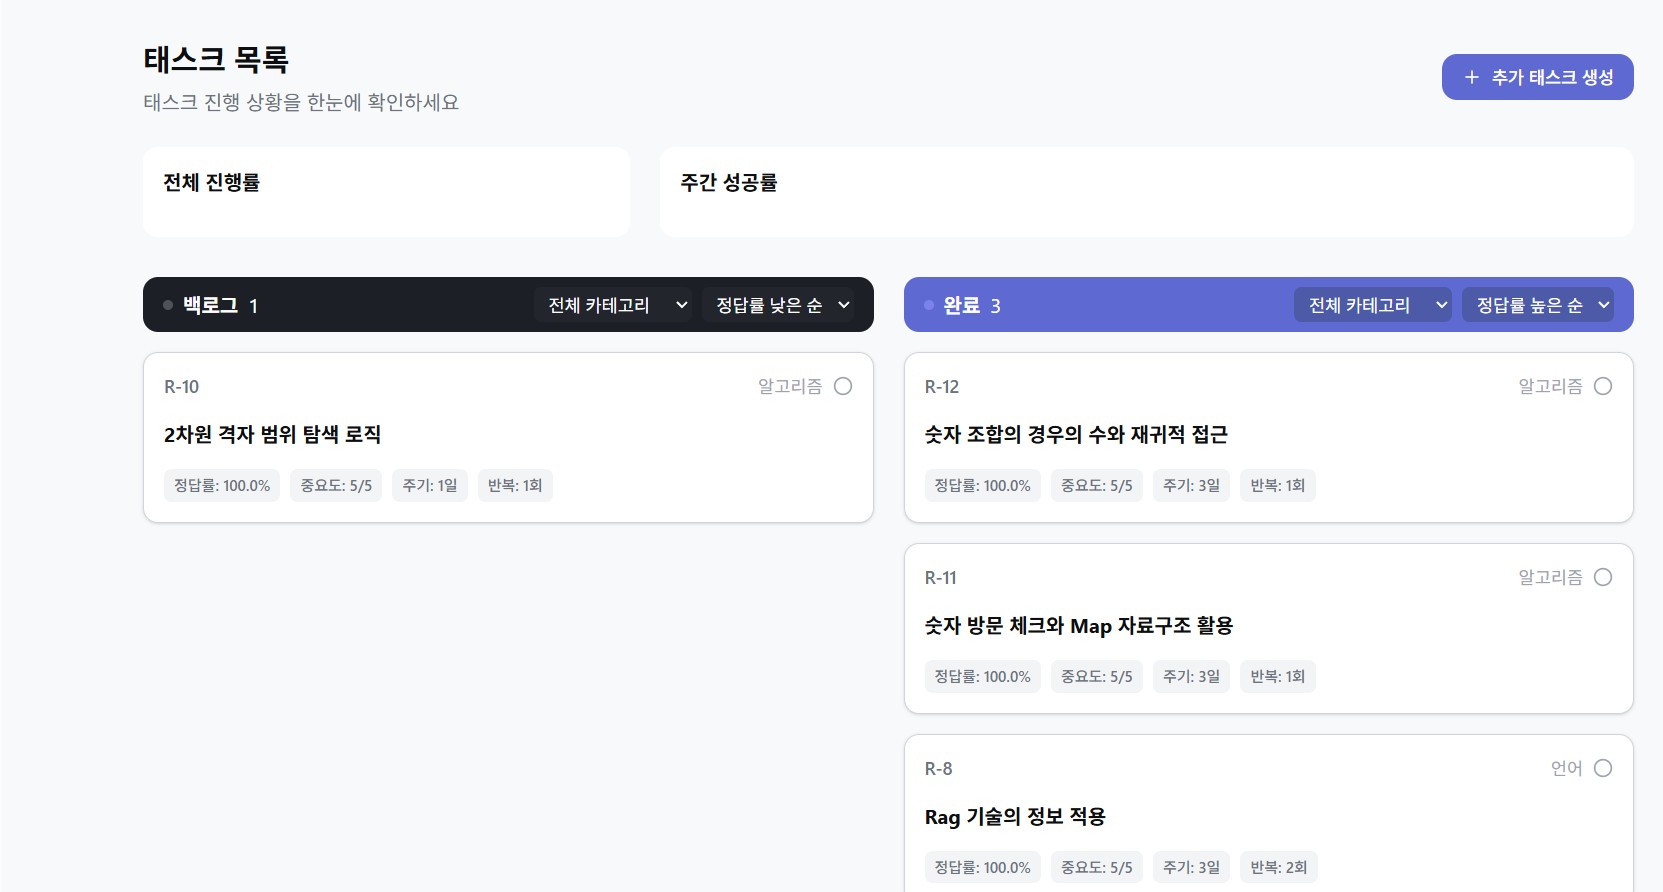 태스크 목록
태스크 진행 상황을 한눈에 확인하세요
+ 추가 태스크 생성
전체 진행률
주간 성공률
백로그 1
전체 카테고리
정답률 낮은 순
R-10
알고리즘
2차원 격자 범위 탐색 로직
정답률: 100.0% 중요도: 5/5 주기: 1일 반복: 1회
완료 3
전체 카테고리
정답률 높은 순
R-12
알고리즘
숫자 조합의 경우의 수와 재귀적 접근
정답률: 100.0% 중요도: 5/5 주기: 3일 반복: 1회
R-11
알고리즘
숫자 방문 체크와 Map 자료구조 활용
정답률: 100.0% 중요도: 5/5 주기: 3일 반복: 1회
R-8
언어
Rag 기술의 정보 적용
정답률: 100.0% 중요도: 5/5 주기: 3일 반복: 2회